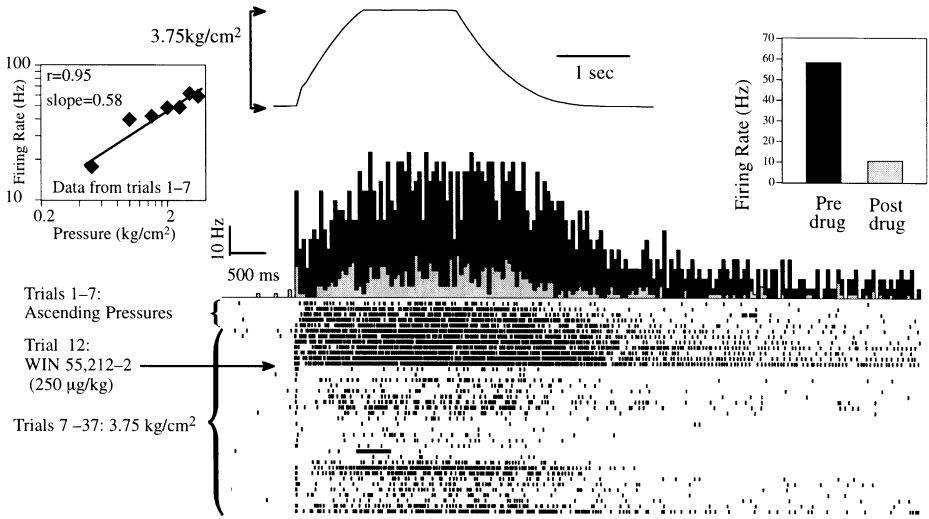 3.75kg/cm2
1 sec
100
Firing Rate (Hz)
10
r=0.95
slope=0.58
Data from trials 1–7
0.2
2
Pressure (kg/cm2)
70
60
50
40
30
20
10
0
Firing Rate (Hz)
Pre
drug
Post
drug
10 Hz
500 ms
Trials 1–7:
Ascending Pressures
Trial 12:
WIN 55,212–2
(250 µg/kg)
Trials 7 –37: 3.75 kg/cm2